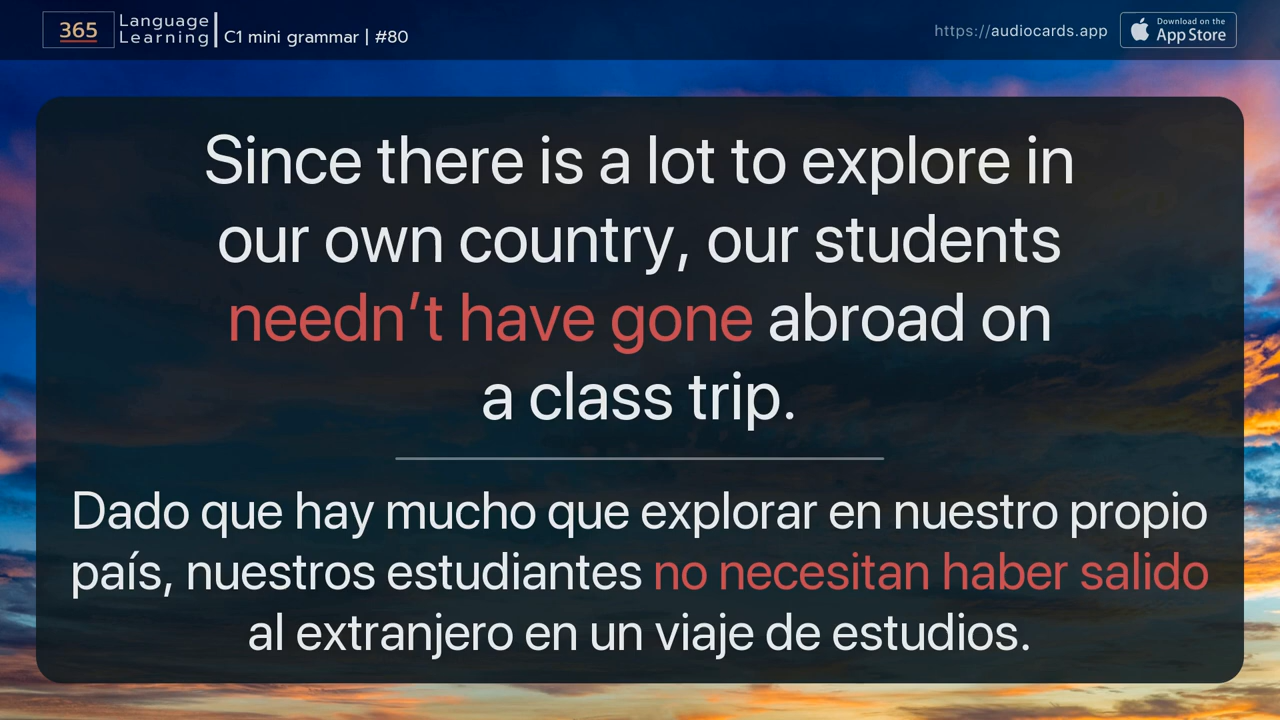 365
Language
Learning
C1 mini grammar | #80
https://audiocards.app
Download on the
App Store
Since there is a lot to explore in
our own country, our students
needn’t have gone abroad on
a class trip.
Dado que hay mucho que explorar en nuestro propio
país, nuestros estudiantes no necesitan haber salido
al extranjero en un viaje de estudios.